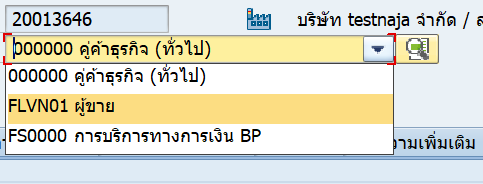 20013646 บริษัท testnaja จำกัด / ส
000000 คู่ค้าธุรกิจ (ทั่วไป)
000000 คู่ค้าธุรกิจ (ทั่วไป)
FLVN01 ผู้ขาย
FS0000 การบริการทางการเงิน BP
วามเพิ่มเติม